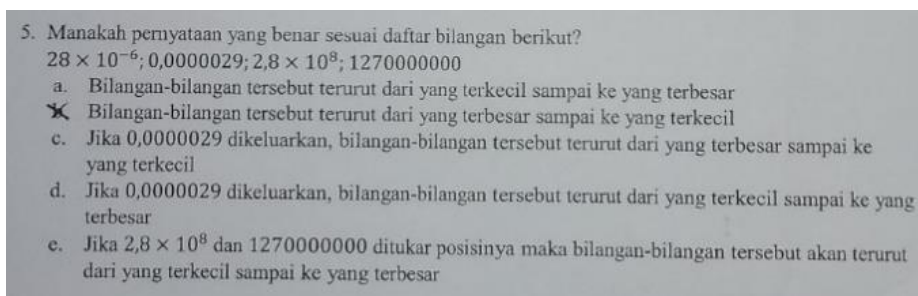 5. Manakah pernyataan yang benar sesuai daftar bilangan berikut?
28 × 10⁻⁶; 0,0000029; 2,8 × 10⁸; 1270000000
a. Bilangan-bilangan tersebut terurut dari yang terkecil sampai ke yang terbesar
Bilangan-bilangan tersebut terurut dari yang terbesar sampai ke yang terkecil
c. Jika 0,0000029 dikeluarkan, bilangan-bilangan tersebut terurut dari yang terbesar sampai ke
yang terkecil
d. Jika 0,0000029 dikeluarkan, bilangan-bilangan tersebut terurut dari yang terkecil sampai ke yang
terbesar
e. Jika 2,8 × 10⁸ dan 1270000000 ditukar posisinya maka bilangan-bilangan tersebut akan terurut
dari yang terkecil sampai ke yang terbesar